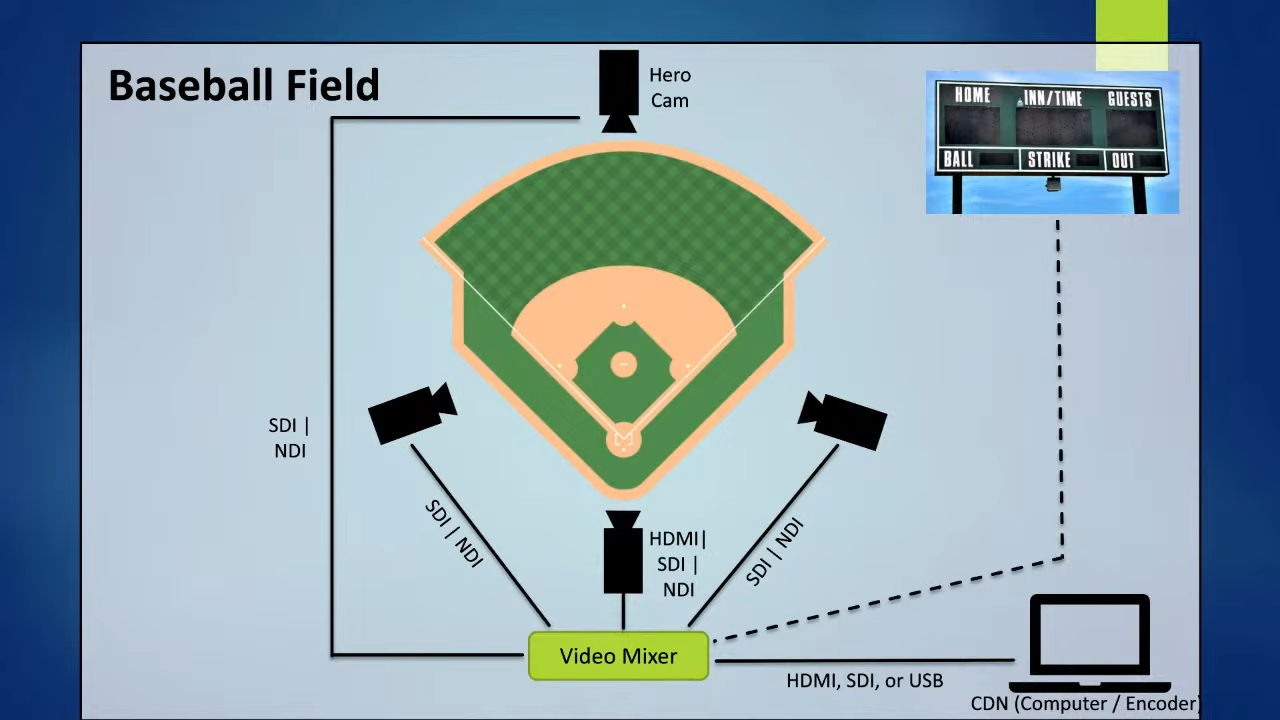 Baseball Field
Hero
Cam
HOME INN/TIME GUESTS
BALL STRIKE OUT
SDI |
NDI
SDI | NDI
HDMI|
SDI |
NDI
SDI | NDI
Video Mixer
HDMI, SDI, or USB
CDN (Computer / Encoder)